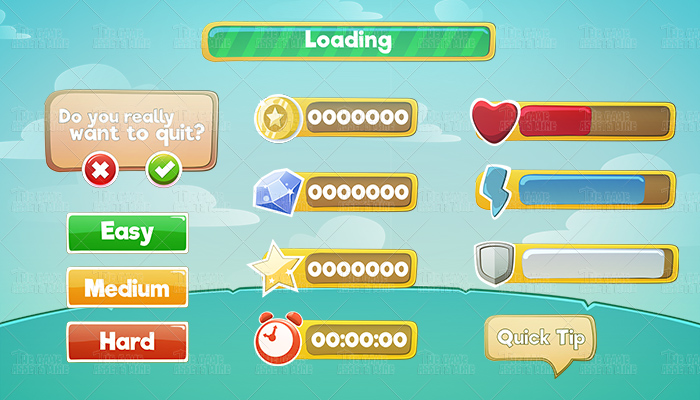 Loading
Do you really
want to quit?
0000000
0000000
0000000
00:00:00
Easy
Medium
Hard
Quick Tip